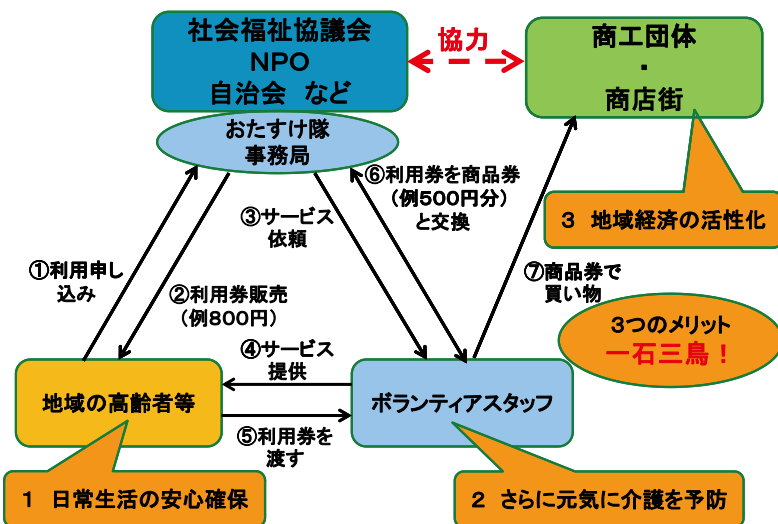 社会福祉協議会
NPO
自治会 など
協力
商工団体
・
商店街
おたすけ隊
事務局
⑥利用券を商品券
(例500円分)
と交換
③サービス
依頼
3 地域経済の活性化
①利用申し
込み
②利用券販売
(例800円)
⑦商品券で
買い物
3つのメリット
一石三鳥!
④サービス
提供
地域の高齢者等
ボランティアスタッフ
⑤利用券を
渡す
1 日常生活の安心確保
2 さらに元気に介護を予防